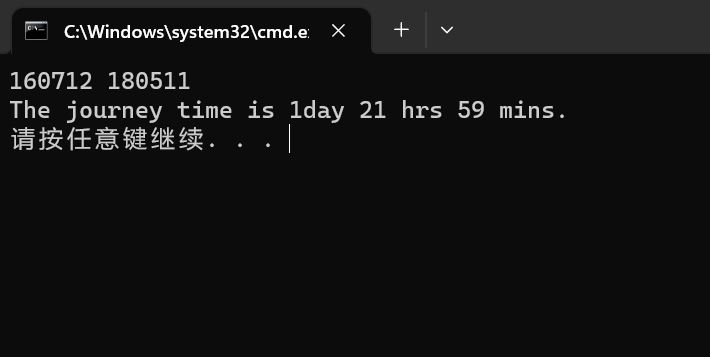 C:\Windows\system32\cmd.e
160712 180511
The journey time is 1day 21 hrs 59 mins.
请按任意键继续. . .